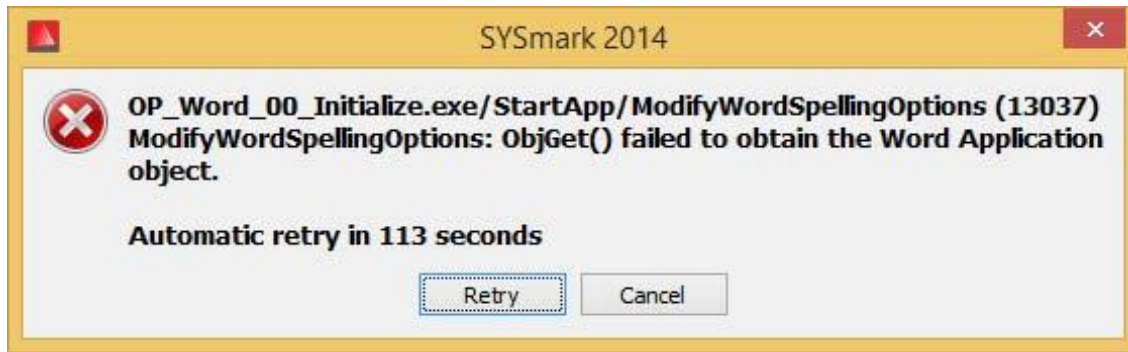 SYSmark 2014
OP_Word_00_Initialize.exe/StartApp/ModifyWordSpellingOptions (13037)
ModifyWordSpellingOptions: ObjGet() failed to obtain the Word Application
object.
Automatic retry in 113 seconds
Retry Cancel